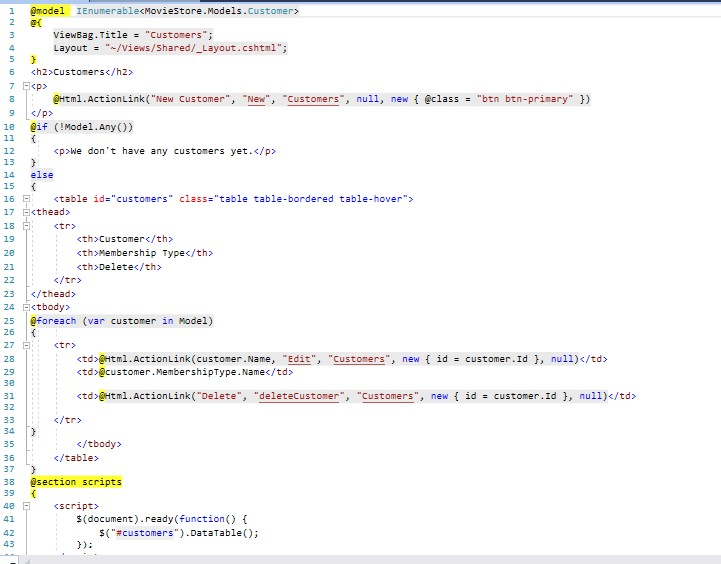 1 @model IEnumerable<MovieStore.Models.Customer>
2 @{
3 ViewBag.Title = "Customers";
4 Layout = "~/Views/Shared/_Layout.cshtml";
5 }
6 <h2>Customers</h2>
7 <p>
8 @Html.ActionLink("New Customer", "New", "Customers", null, new { @class = "btn btn-primary" })
9 </p>
10 @if (!Model.Any())
11 {
12 <p>We don't have any customers yet.</p>
13 }
14 else
15 {
16 <table id="customers" class="table table-bordered table-hover">
17 <thead>
18 <tr>
19 <th>Customer</th>
20 <th>Membership Type</th>
21 <th>Delete</th>
22 </tr>
23 </thead>
24 <tbody>
25 @foreach (var customer in Model)
26 {
27 <tr>
28 <td>@Html.ActionLink(customer.Name, "Edit", "Customers", new { id = customer.Id }, null)</td>
29 <td>@customer.MembershipType.Name</td>
30
31 <td>@Html.ActionLink("Delete", "deleteCustomer", "Customers", new { id = customer.Id }, null)</td>
32
33 </tr>
34 }
35 </tbody>
36 </table>
37 }
38 @section scripts
39 {
40 <script>
41 $(document).ready(function() {
42 $("#customers").DataTable();
43 });